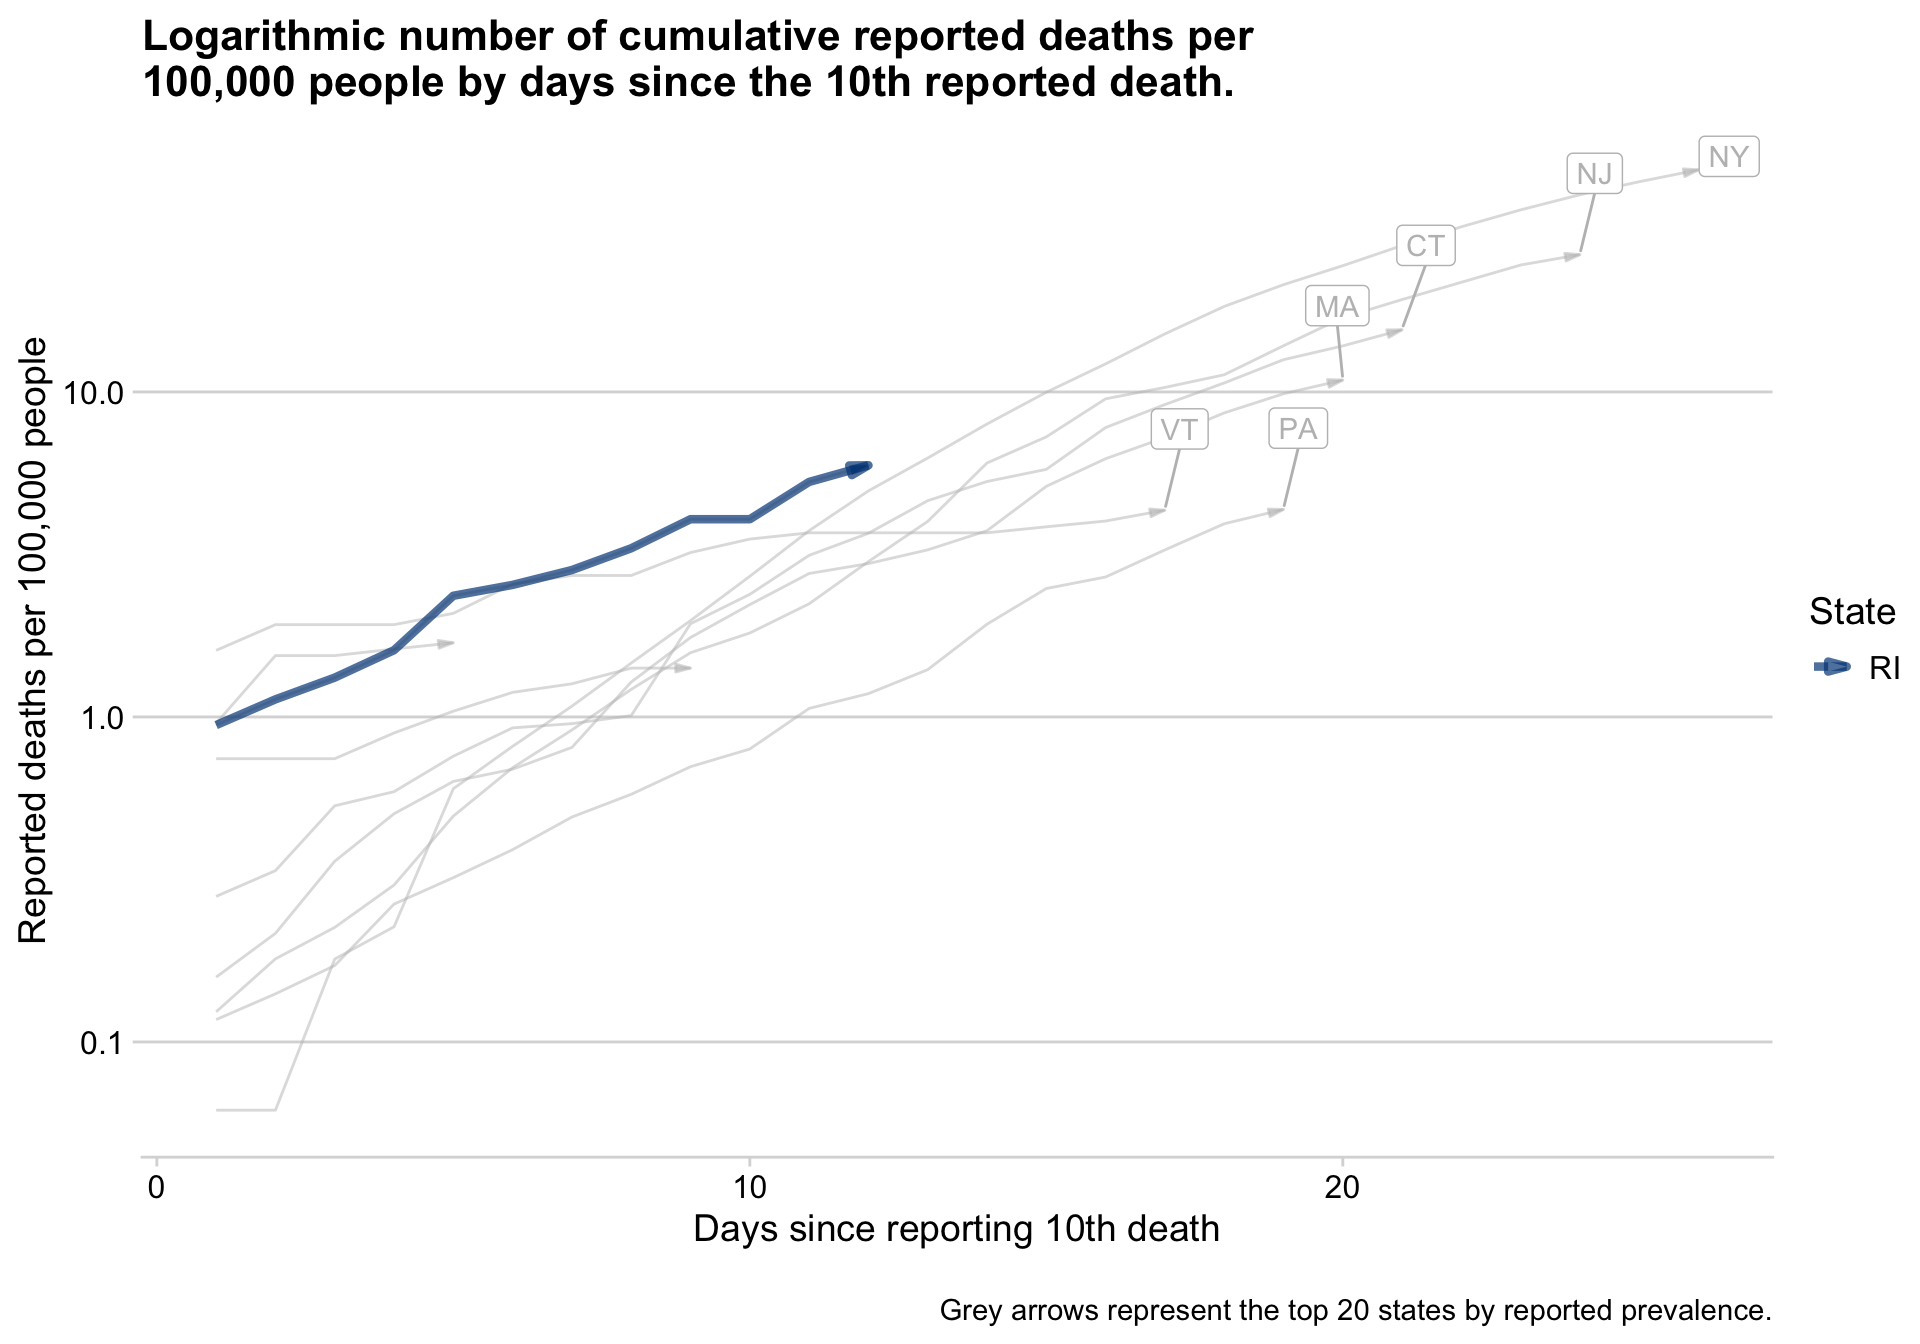 Logarithmic number of cumulative reported deaths per
100,000 people by days since the 10th reported death.
Reported deaths per 100,000 people
10.0
1.0
0.1
NY
NJ
CT
MA
VT
PA
State
RI
0
10
20
Days since reporting 10th death
Grey arrows represent the top 20 states by reported prevalence.